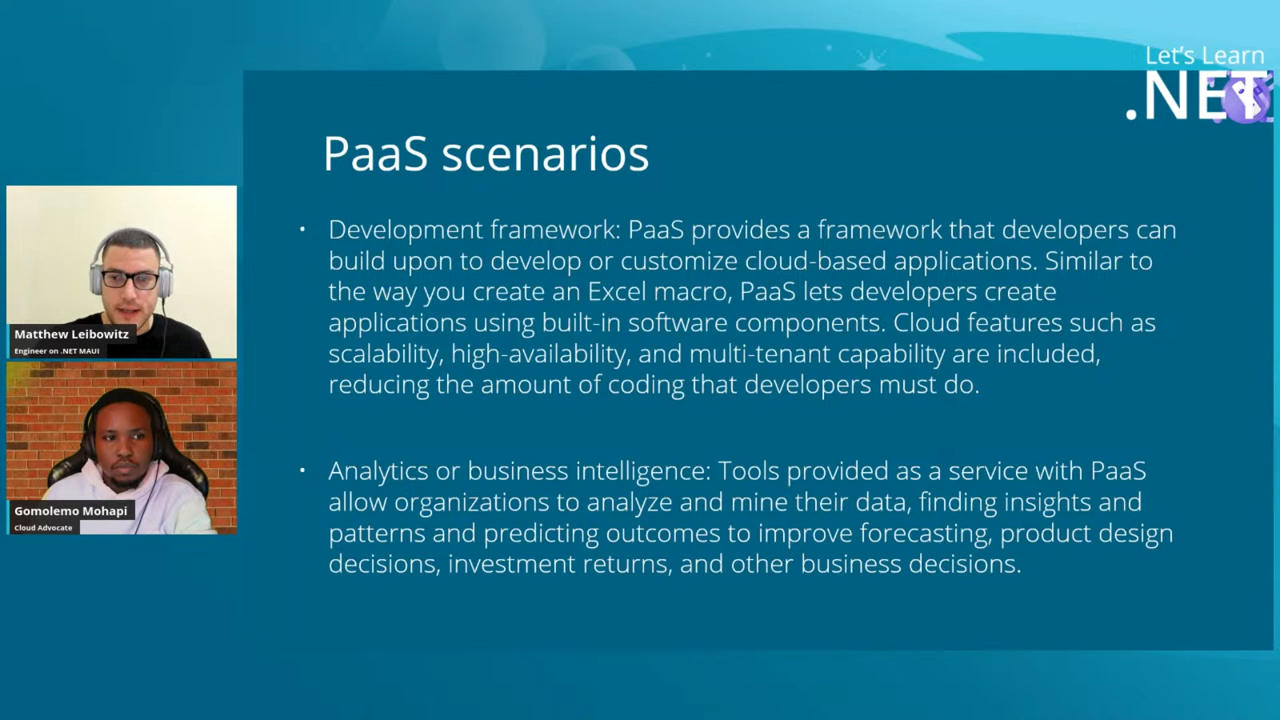 Let's Learn
.NET
PaaS scenarios
• Development framework: PaaS provides a framework that developers can
build upon to develop or customize cloud-based applications. Similar to
the way you create an Excel macro, PaaS lets developers create
applications using built-in software components. Cloud features such as
scalability, high-availability, and multi-tenant capability are included,
reducing the amount of coding that developers must do.
• Analytics or business intelligence: Tools provided as a service with PaaS
allow organizations to analyze and mine their data, finding insights and
patterns and predicting outcomes to improve forecasting, product design
decisions, investment returns, and other business decisions.
Matthew Leibowitz
Engineer on .NET MAUI
Gomolemo Mohapi
Cloud Advocate